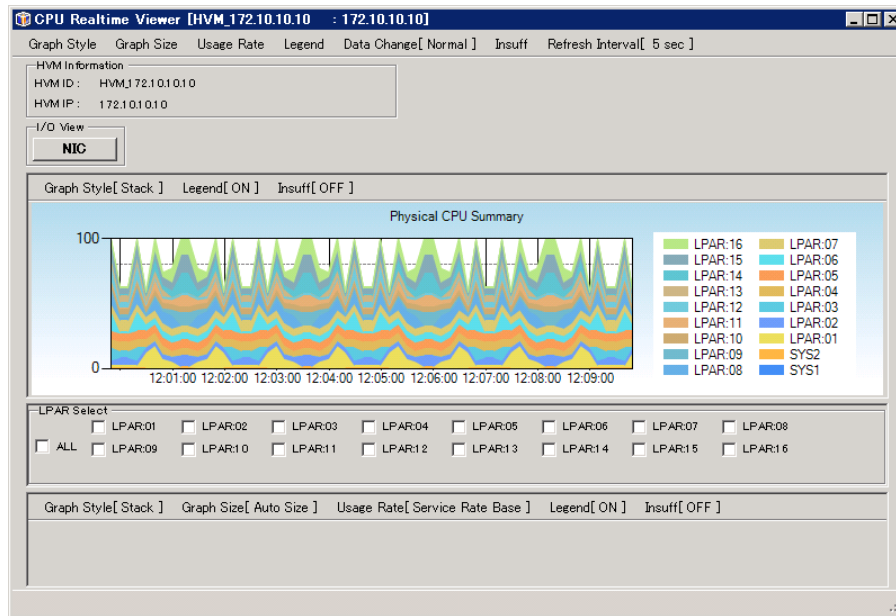 CPU Realtime Viewer [HVM_172.10.10.10 : 172.10.10.10]
Graph Style Graph Size Usage Rate Legend Data Change[ Normal ] Insuff Refresh Interval[ 5 sec ]
HVM Information
HVM ID : HVM_172.10.10.10
HVM IP : 172.10.10.10
I/O View
NIC
Graph Style[ Stack ] Legend[ ON ] Insuff[ OFF ]
Physical CPU Summary
100
0
12:01:00 12:02:00 12:03:00 12:04:00 12:05:00 12:06:00 12:07:00 12:08:00 12:09:00
LPAR:16 LPAR:07
LPAR:15 LPAR:06
LPAR:14 LPAR:05
LPAR:13 LPAR:04
LPAR:12 LPAR:03
LPAR:11 LPAR:02
LPAR:10 LPAR:01
LPAR:09 SYS2
LPAR:08 SYS1
LPAR Select
LPAR:01 LPAR:02 LPAR:03 LPAR:04 LPAR:05 LPAR:06 LPAR:07 LPAR:08
ALL LPAR:09 LPAR:10 LPAR:11 LPAR:12 LPAR:13 LPAR:14 LPAR:15 LPAR:16
Graph Style[ Stack ] Graph Size[ Auto Size ] Usage Rate[ Service Rate Base ] Legend[ ON ] Insuff[ OFF ]